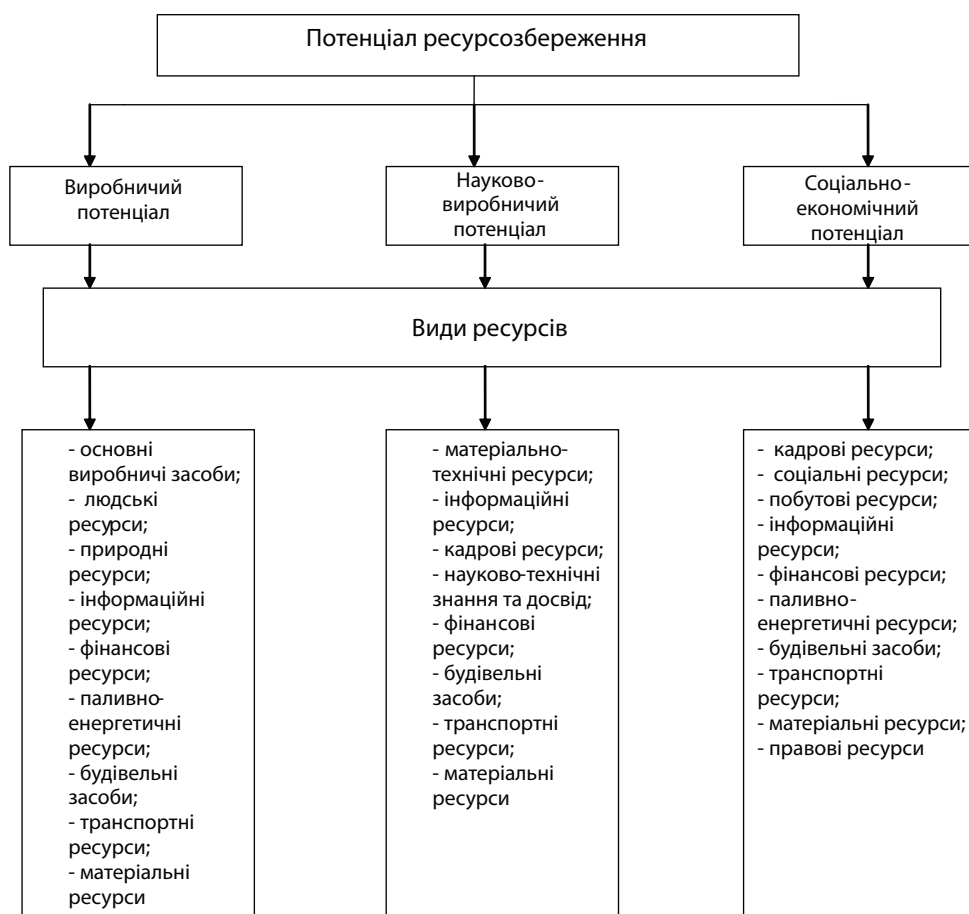 Потенціал ресурсозбереження
Виробничий
потенціал
Науково-
виробничий
потенціал
Соціально-
економічний
потенціал
Види ресурсів
- основні
виробничі засоби;
- людські
ресурси;
- природні
ресурси;
- інформаційні
ресурси;
- фінансові
ресурси;
- паливно-
енергетичні
ресурси;
- будівельні
засоби;
- транспортні
ресурси;
- матеріальні
ресурси
- матеріально-
технічні ресурси;
- інформаційні
ресурси;
- кадрові ресурси;
- науково-технічні
знання та досвід;
- фінансові
ресурси;
- будівельні
засоби;
- транспортні
ресурси;
- матеріальні
ресурси
- кадрові ресурси;
- соціальні ресурси;
- побутові ресурси;
- інформаційні
ресурси;
- фінансові ресурси;
- паливно-
енергетичні ресурси;
- будівельні засоби;
- транспортні
ресурси;
- матеріальні ресурси;
- правові ресурси